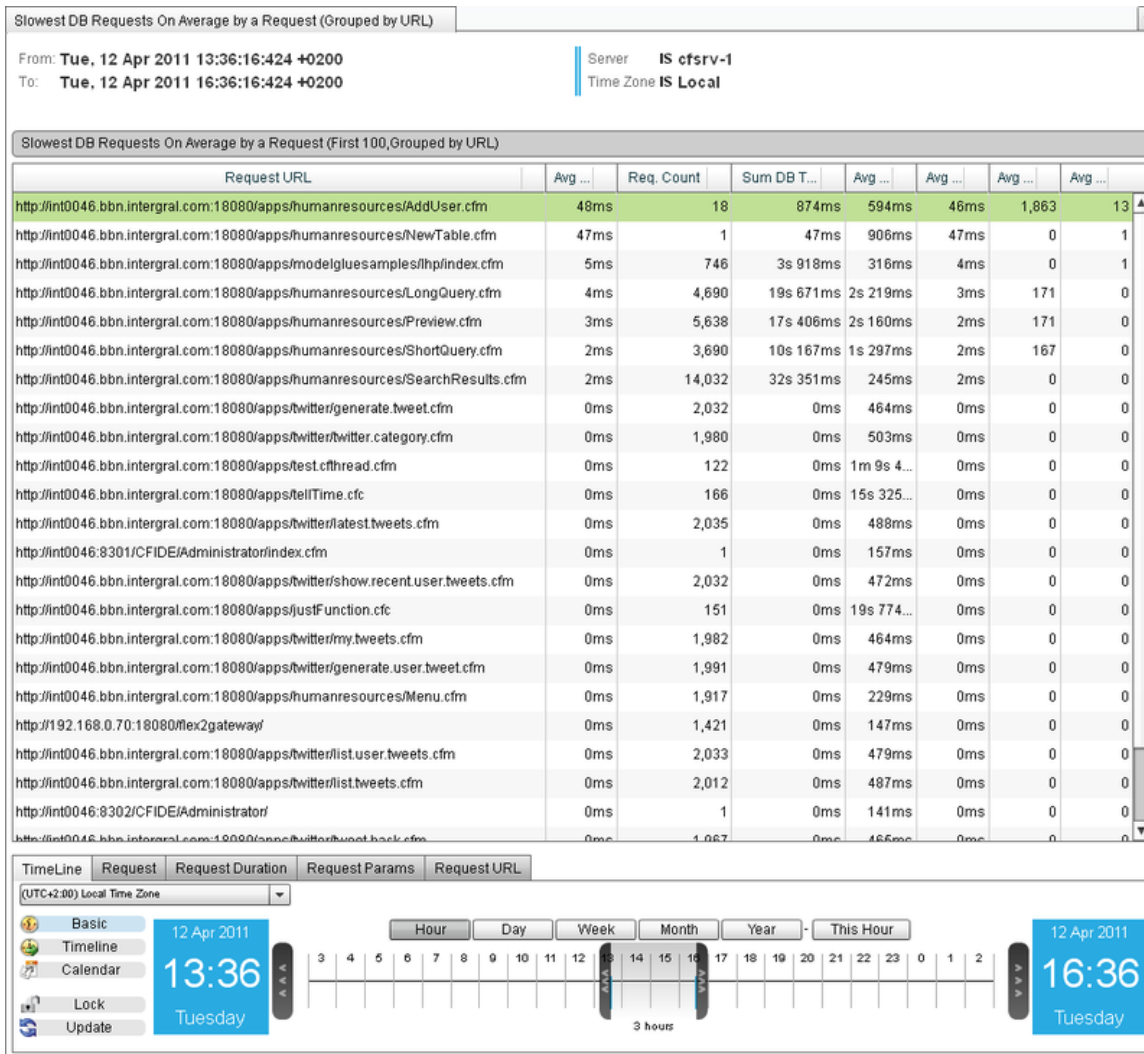 Slowest DB Requests On Average by a Request (Grouped by URL)
From: Tue, 12 Apr 2011 13:36:16:424 +0200
Server IS cfsrv-1
To: Tue, 12 Apr 2011 16:36:16:424 +0200
Time Zone IS Local
Slowest DB Requests On Average by a Request (First 100,Grouped by URL)
Request URL Avg ... Req. Count Sum DB T... Avg ... Avg ... Avg ... Avg ...
http://int0046.bbn.intergral.com:18080/apps/humanresources/AddUser.cfm 48ms 18 874ms 594ms 46ms 1,863 13
http://int0046.bbn.intergral.com:18080/apps/humanresources/NewTable.cfm 47ms 1 47ms 906ms 47ms 0 1
http://int0046.bbn.intergral.com:18080/apps/modelgluesamples/lhp/index.cfm 5ms 746 3s 918ms 316ms 4ms 0 1
http://int0046.bbn.intergral.com:18080/apps/humanresources/LongQuery.cfm 4ms 4,690 19s 671ms 2s 219ms 3ms 171 0
http://int0046.bbn.intergral.com:18080/apps/humanresources/Preview.cfm 3ms 5,638 17s 406ms 2s 160ms 2ms 171 0
http://int0046.bbn.intergral.com:18080/apps/humanresources/ShortQuery.cfm 2ms 3,690 10s 167ms 1s 297ms 2ms 167 0
http://int0046.bbn.intergral.com:18080/apps/humanresources/SearchResults.cfm 2ms 14,032 32s 351ms 245ms 2ms 0 0
http://int0046.bbn.intergral.com:18080/apps/twitter/generate.tweet.cfm 0ms 2,032 0ms 464ms 0ms 0 0
http://int0046.bbn.intergral.com:18080/apps/twitter/twitter.category.cfm 0ms 1,980 0ms 503ms 0ms 0 0
http://int0046.bbn.intergral.com:18080/apps/test.cfthread.cfm 0ms 122 0ms 1m 9s 4... 0ms 0 0
http://int0046.bbn.intergral.com:18080/apps/tellTime.cfc 0ms 166 0ms 15s 325... 0ms 0 0
http://int0046.bbn.intergral.com:18080/apps/twitter/latest.tweets.cfm 0ms 2,035 0ms 488ms 0ms 0 0
http://int0046:8301/CFIDE/Administrator/index.cfm 0ms 1 0ms 157ms 0ms 0 0
http://int0046.bbn.intergral.com:18080/apps/twitter/show.recent.user.tweets.cfm 0ms 2,032 0ms 472ms 0ms 0 0
http://int0046.bbn.intergral.com:18080/apps/justFunction.cfc 0ms 151 0ms 19s 774... 0ms 0 0
http://int0046.bbn.intergral.com:18080/apps/twitter/my.tweets.cfm 0ms 1,982 0ms 464ms 0ms 0 0
http://int0046.bbn.intergral.com:18080/apps/twitter/generate.user.tweet.cfm 0ms 1,991 0ms 479ms 0ms 0 0
http://int0046.bbn.intergral.com:18080/apps/humanresources/Menu.cfm 0ms 1,917 0ms 229ms 0ms 0 0
http://192.168.0.70:18080/flex2gateway/ 0ms 1,421 0ms 147ms 0ms 0 0
http://int0046.bbn.intergral.com:18080/apps/twitter/list.user.tweets.cfm 0ms 2,033 0ms 479ms 0ms 0 0
http://int0046.bbn.intergral.com:18080/apps/twitter/list.tweets.cfm 0ms 2,012 0ms 487ms 0ms 0 0
http://int0046:8302/CFIDE/Administrator/ 0ms 1 0ms 141ms 0ms 0 0
http://int0046.bbn.intergral.com:18080/apps/twitter/tweet.back.cfm 0ms 1,967 0ms 466ms 0ms 0 0
TimeLine Request Request Duration Request Params Request URL
(UTC+2:00) Local Time Zone
Basic
Timeline
Calendar
Lock
Update
12 Apr 2011
13:36
Tuesday
Hour Day Week Month Year - This Hour
3 4 5 6 7 8 9 10 11 12 13 14 15 16 17 18 19 20 21 22 23 0 1 2
3 hours
12 Apr 2011
16:36
Tuesday